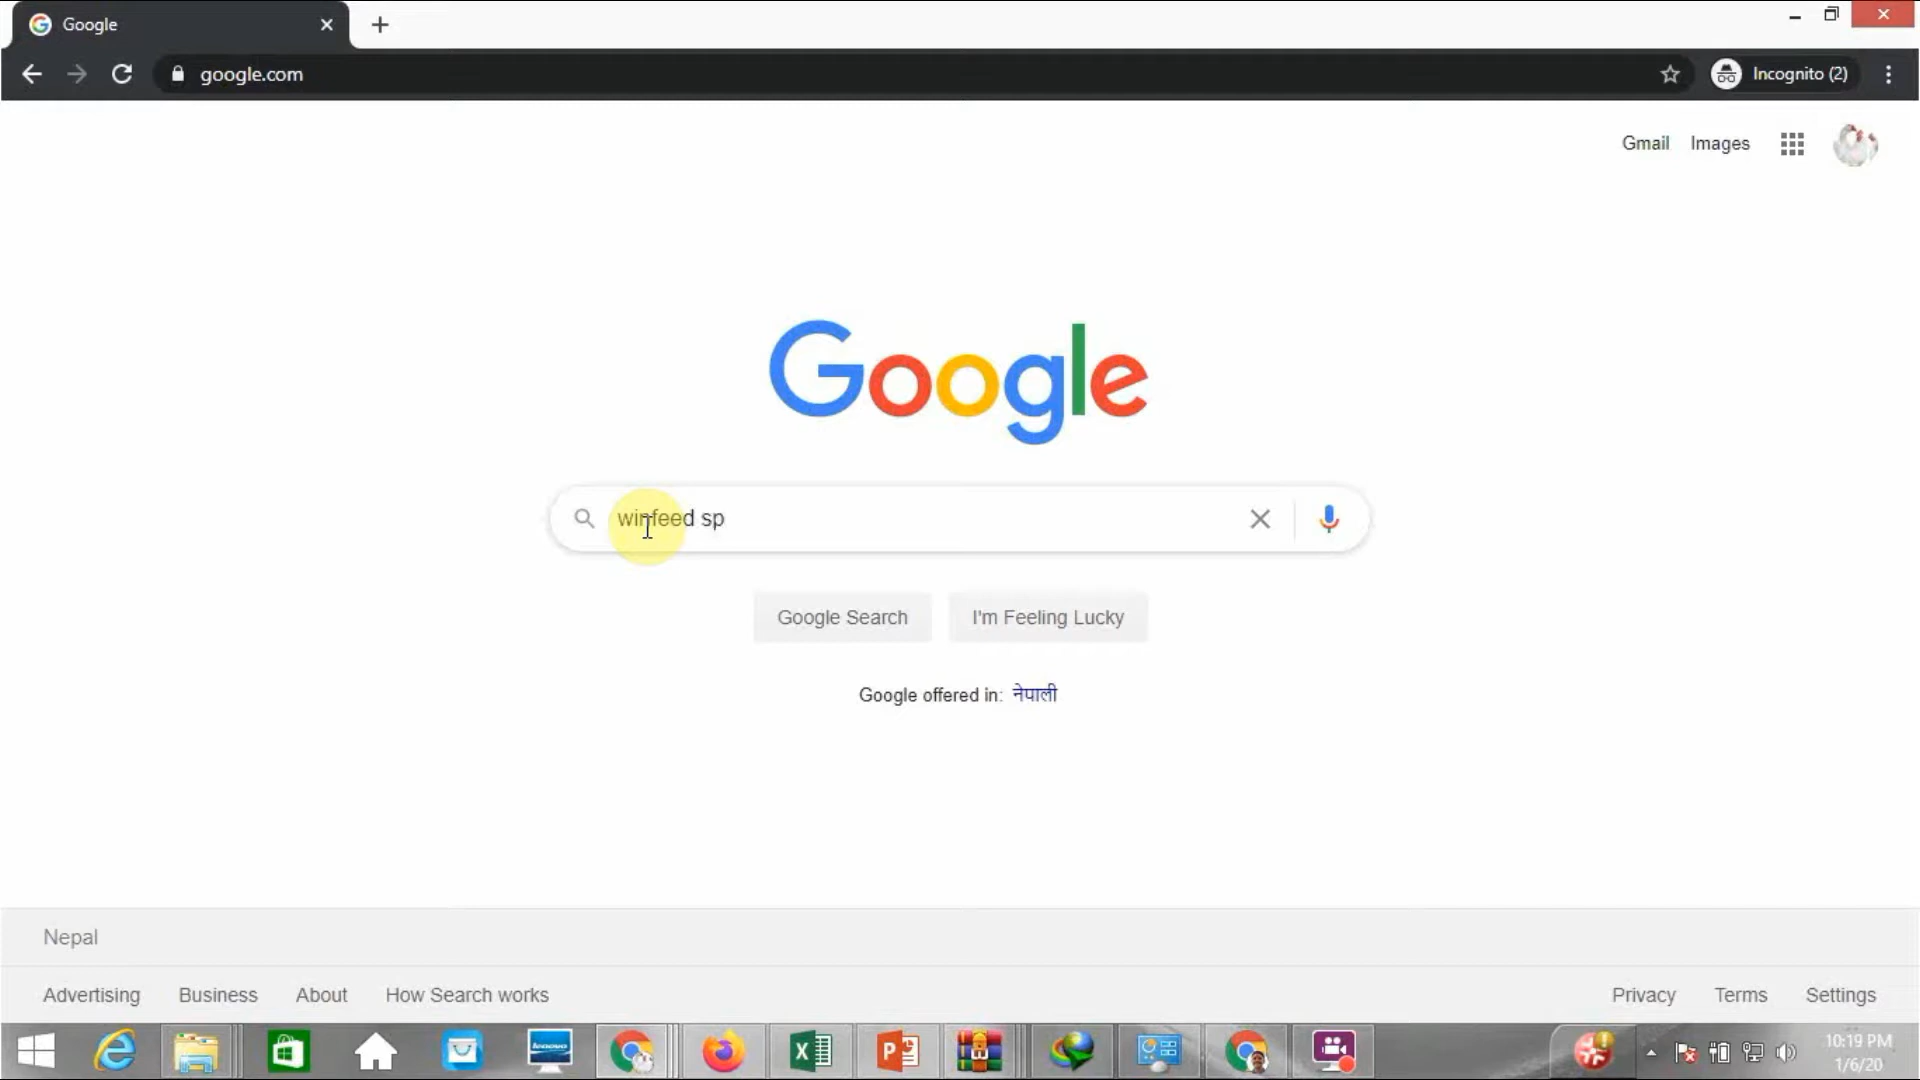 Google
google.com
Incognito (2)
Gmail Images
Google
winfeed sp
Google Search I'm Feeling Lucky
Google offered in: नेपाली
Nepal
Advertising Business About How Search works Privacy Terms Settings
lenovo
10:19 PM
1/6/20